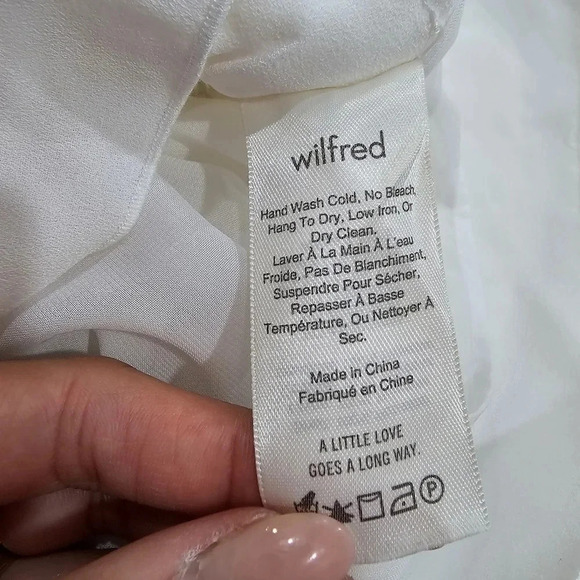 wilfred
Hand Wash Cold, No Bleach,
Hang To Dry, Low Iron, Or
Dry Clean.
Laver À La Main À L'eau
Froide, Pas De Blanchiment,
Suspendre Pour Sécher,
Repasser À Basse
Température, Ou Nettoyer À
Sec.
Made in China
Fabriqué en Chine
A LITTLE LOVE
GOES A LONG WAY.
P